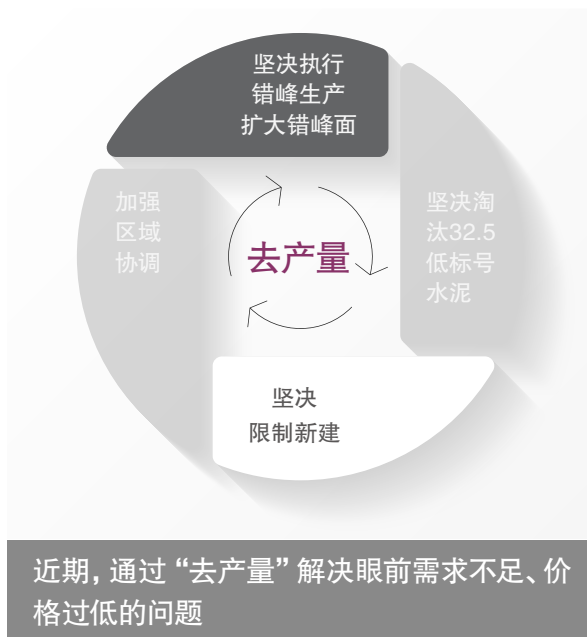 坚决执行
错峰生产
扩大错峰面
加强
区域
协调
去产量
坚决淘
汰32.5
低标号
水泥
坚决
限制新建
近期，通过“去产量”解决眼前需求不足、价
格过低的问题